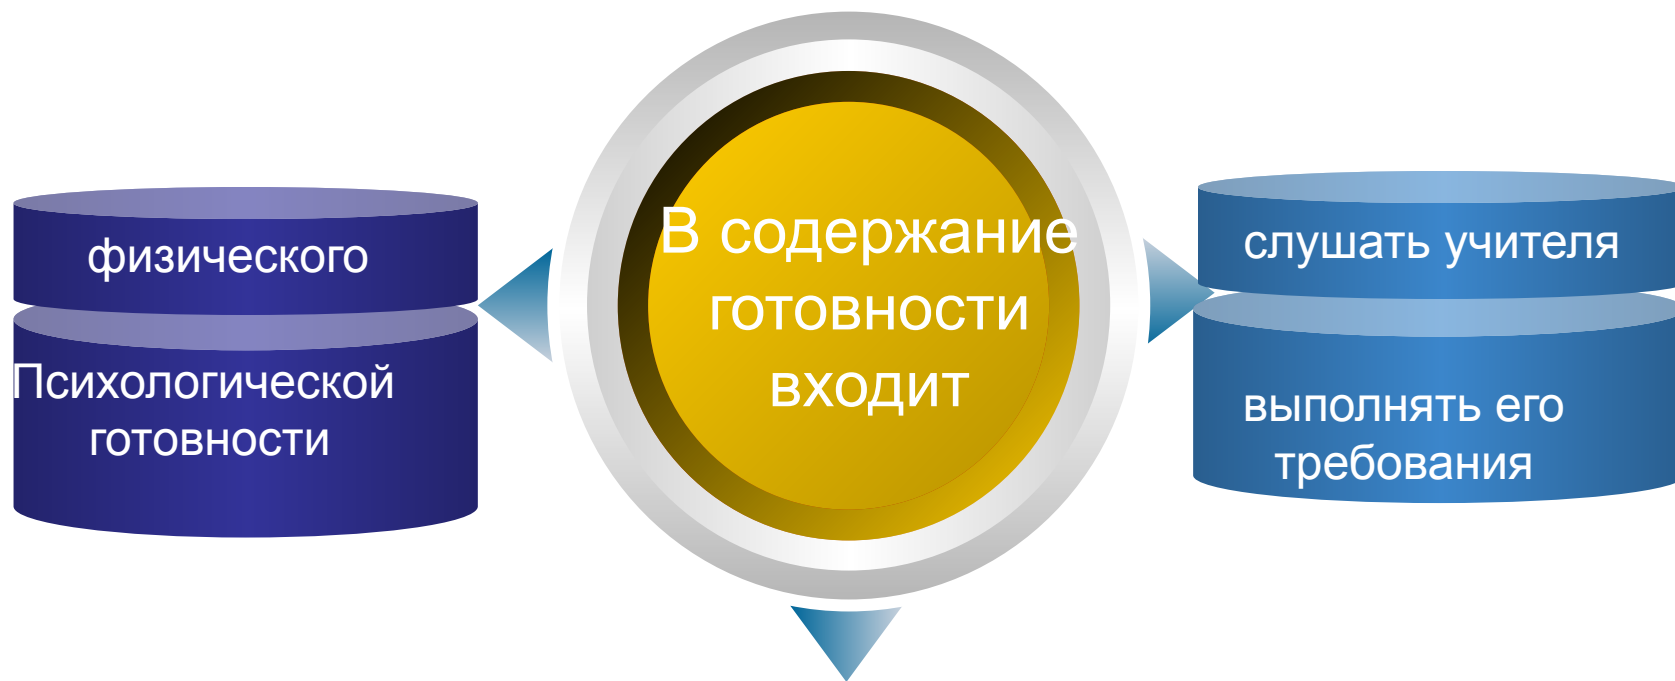 физического
Психологической
готовности
В содержание
готовности
входит
слушать учителя
выполнять его
требования